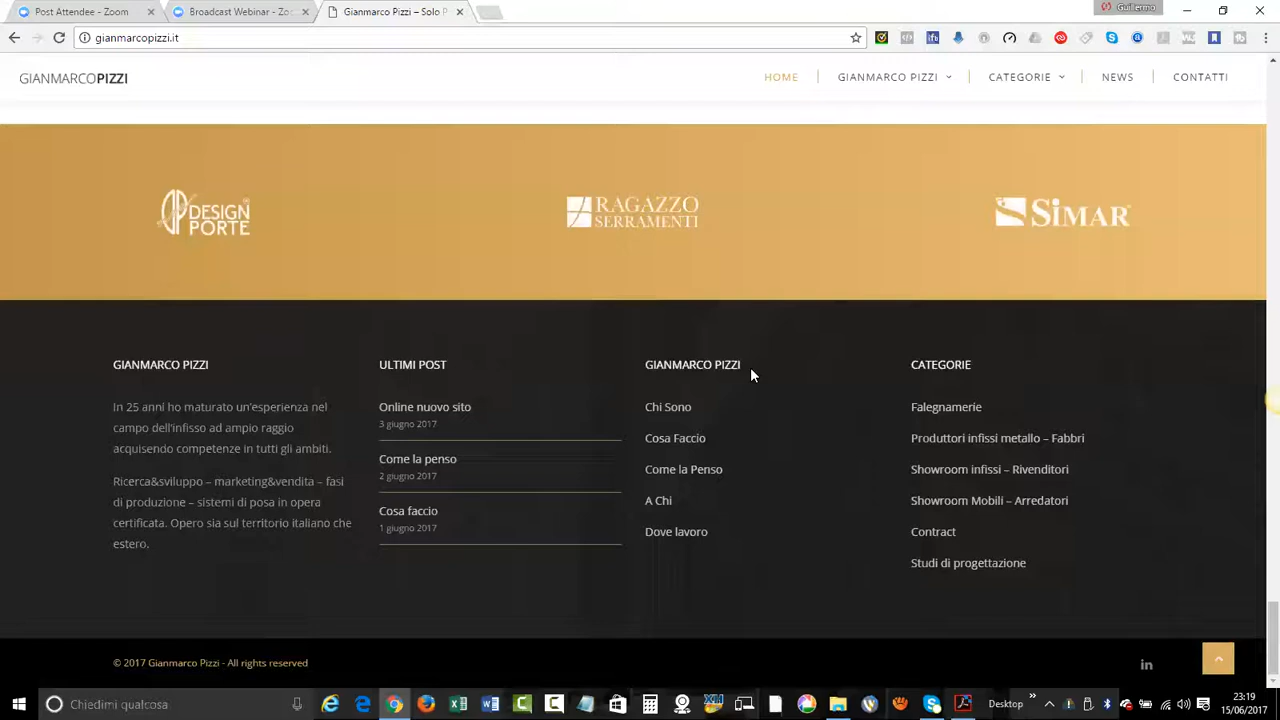 Post Attendee - Zoom
Broadcast Webinar - Zo
Gianmarco Pizzi – Solo P
Guillermo
gianmarcopizzi.it
GIANMARCOPIZZI
HOME
GIANMARCO PIZZI
CATEGORIE
NEWS
CONTATTI
DESIGN
PORTE
RAGAZZO
SERRAMENTI
SIMAR
GIANMARCO PIZZI
In 25 anni ho maturato un'esperienza nel
campo dell'infisso ad ampio raggio
acquisendo competenze in tutti gli ambiti.
Ricerca&sviluppo – marketing&vendita – fasi
di produzione – sistemi di posa in opera
certificata. Opero sia sul territorio italiano che
estero.
ULTIMI POST
Online nuovo sito
3 giugno 2017
Come la penso
2 giugno 2017
Cosa faccio
1 giugno 2017
GIANMARCO PIZZI
Chi Sono
Cosa Faccio
Come la Penso
A Chi
Dove lavoro
CATEGORIE
Falegnamerie
Produttori infissi metallo – Fabbri
Showroom infissi – Rivenditori
Showroom Mobili – Arredatori
Contract
Studi di progettazione
© 2017 Gianmarco Pizzi - All rights reserved
in
Chiedimi qualcosa
Desktop
23:19
15/06/2017